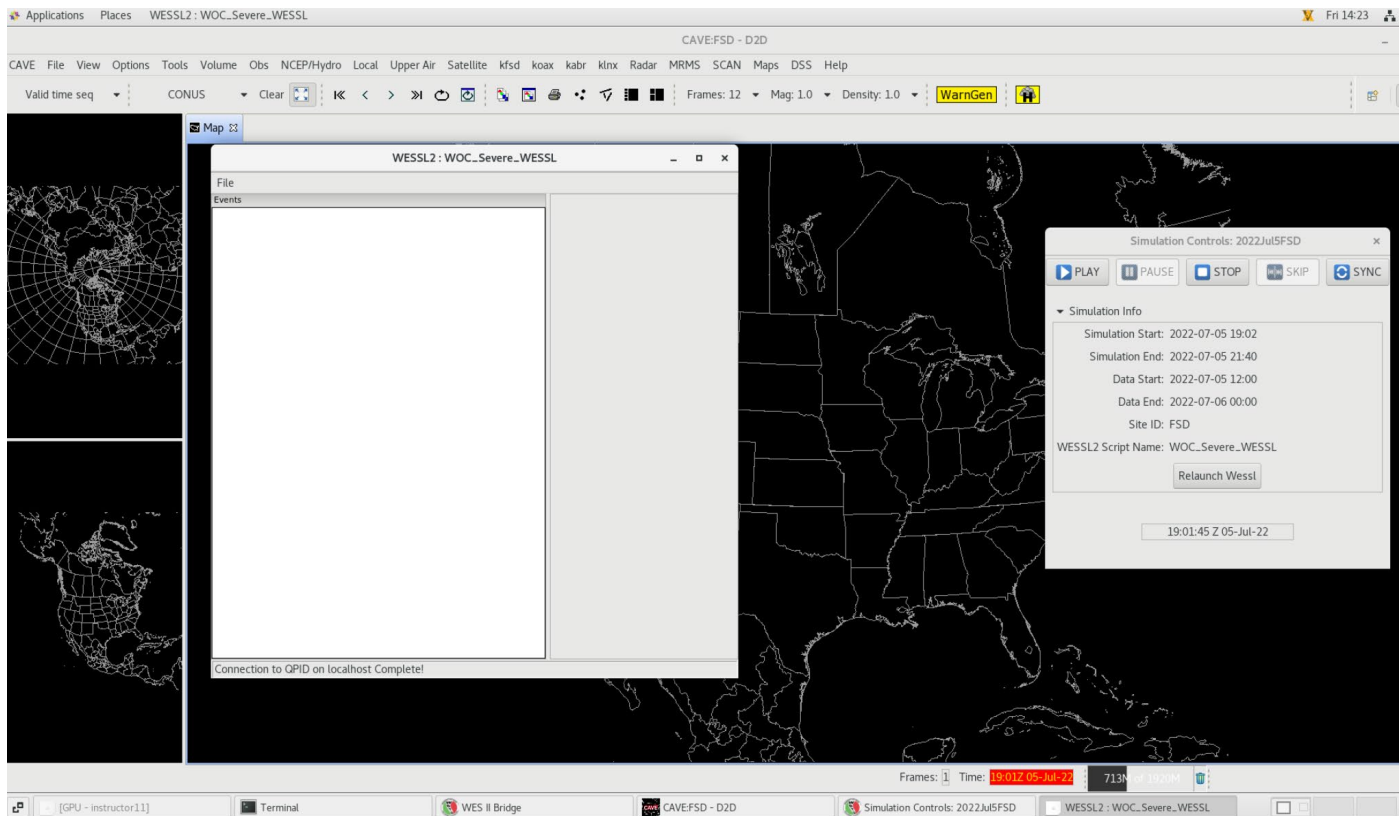 Applications Places WESSL2 : WOC_Severe_WESSL Fri 14:23
CAVE:FSD - D2D
CAVE File View Options Tools Volume Obs NCEP/Hydro Local Upper Air Satellite kfsd koax kabr klnx Radar MRMS SCAN Maps DSS Help
Valid time seq CONUS Clear Frames: 12 Mag: 1.0 Density: 1.0 WarnGen
Map
WESSL2 : WOC_Severe_WESSL
File
Events
Connection to QPID on localhost Complete!
Simulation Controls: 2022Jul5FSD
PLAY PAUSE STOP SKIP SYNC
Simulation Info
Simulation Start: 2022-07-05 19:02
Simulation End: 2022-07-05 21:40
Data Start: 2022-07-05 12:00
Data End: 2022-07-06 00:00
Site ID: FSD
WESSL2 Script Name: WOC_Severe_WESSL
Relaunch Wessl
19:01:45 Z 05-Jul-22
Frames: 1 Time: 19:01Z 05-Jul-22 713M of 1920M
[GPU - instructor11] Terminal WES II Bridge CAVE CAVE:FSD - D2D Simulation Controls: 2022Jul5FSD WESSL2 : WOC_Severe_WESSL